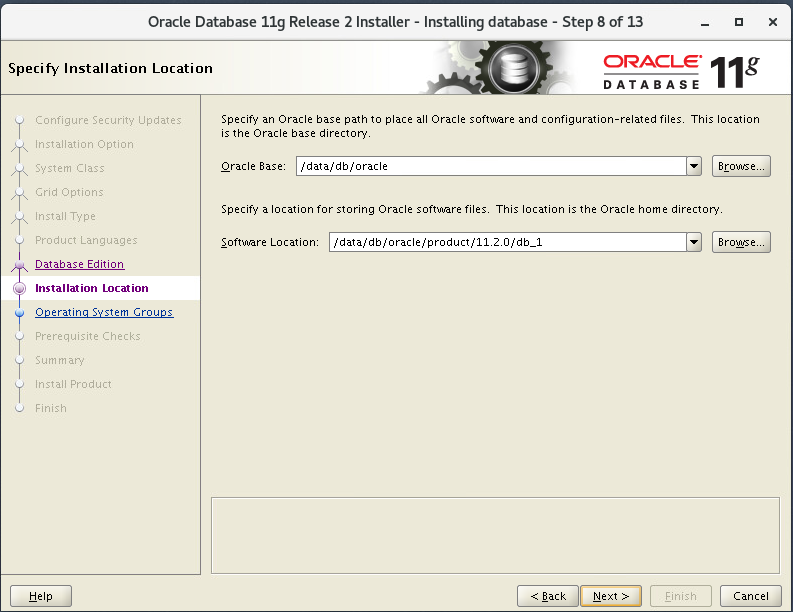 Oracle Database 11g Release 2 Installer - Installing database - Step 8 of 13
Specify Installation Location
ORACLE®
DATABASE
11g
Configure Security Updates
Installation Option
System Class
Grid Options
Install Type
Product Languages
Database Edition
Installation Location
Operating System Groups
Prerequisite Checks
Summary
Install Product
Finish
Specify an Oracle base path to place all Oracle software and configuration-related files. This location
is the Oracle base directory.
Oracle Base: /data/db/oracle Browse...
Specify a location for storing Oracle software files. This location is the Oracle home directory.
Software Location: /data/db/oracle/product/11.2.0/db_1 Browse...
Help < Back Next > Finish Cancel